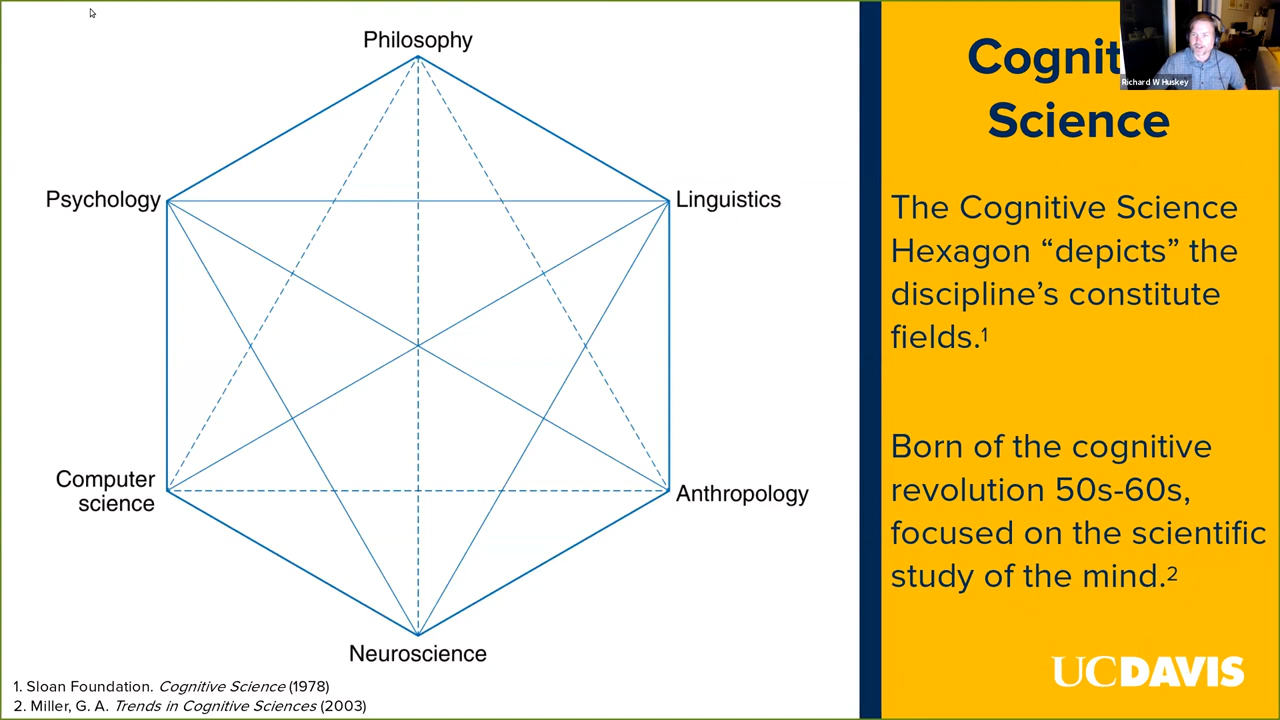 Philosophy
Psychology
Linguistics
Computer
science
Anthropology
Neuroscience
1. Sloan Foundation. Cognitive Science (1978)
2. Miller, G. A. Trends in Cognitive Sciences (2003)
Richard W Huskey
Science
The Cognitive Science
Hexagon “depicts” the
discipline’s constitute
fields.¹
Born of the cognitive
revolution 50s-60s,
focused on the scientific
study of the mind.²
UCDAVIS